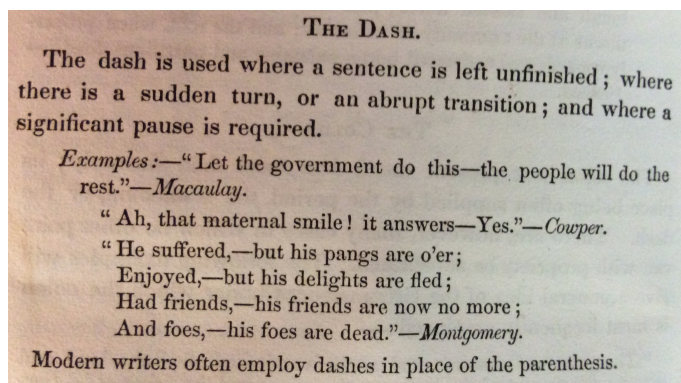 THE DASH.
The dash is used where a sentence is left unfinished; where
there is a sudden turn, or an abrupt transition; and where a
significant pause is required.
Examples:—“Let the government do this—the people will do the
rest.”—Macaulay.
“Ah, that maternal smile! it answers—Yes.”—Cowper.
“He suffered,—but his pangs are o’er;
Enjoyed,—but his delights are fled;
Had friends,—his friends are now no more;
And foes,—his foes are dead.”—Montgomery.
Modern writers often employ dashes in place of the parenthesis.